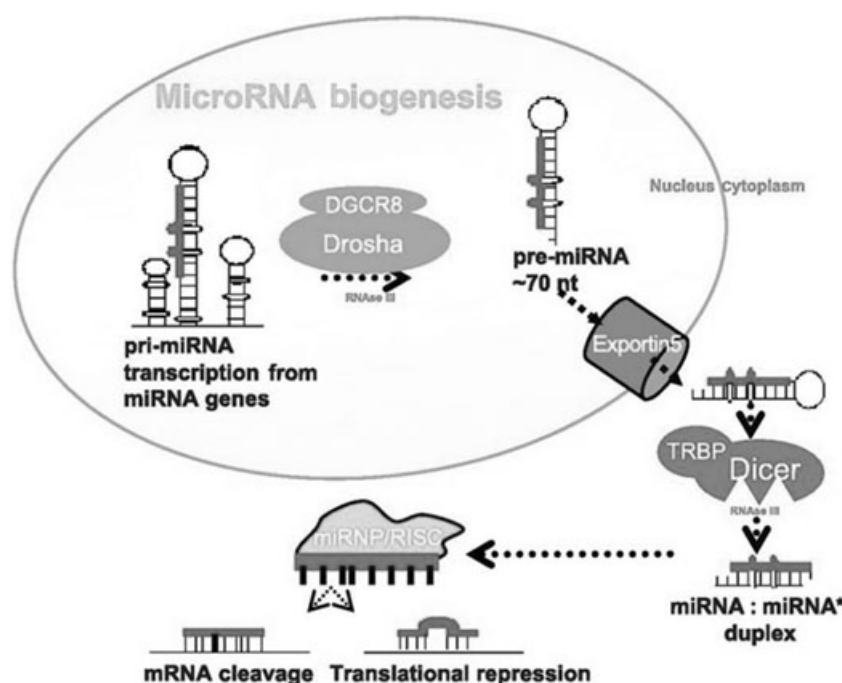 MicroRNA biogenesis
DGCR8
Drosha
RNAse III
pri-miRNA
transcription from
miRNA genes
pre-miRNA
~70 nt
Nucleus cytoplasm
Exportin5
TRBP
Dicer
RNAse III
miRNA : miRNA*
duplex
miRNP/RISC
mRNA cleavage
Translational repression